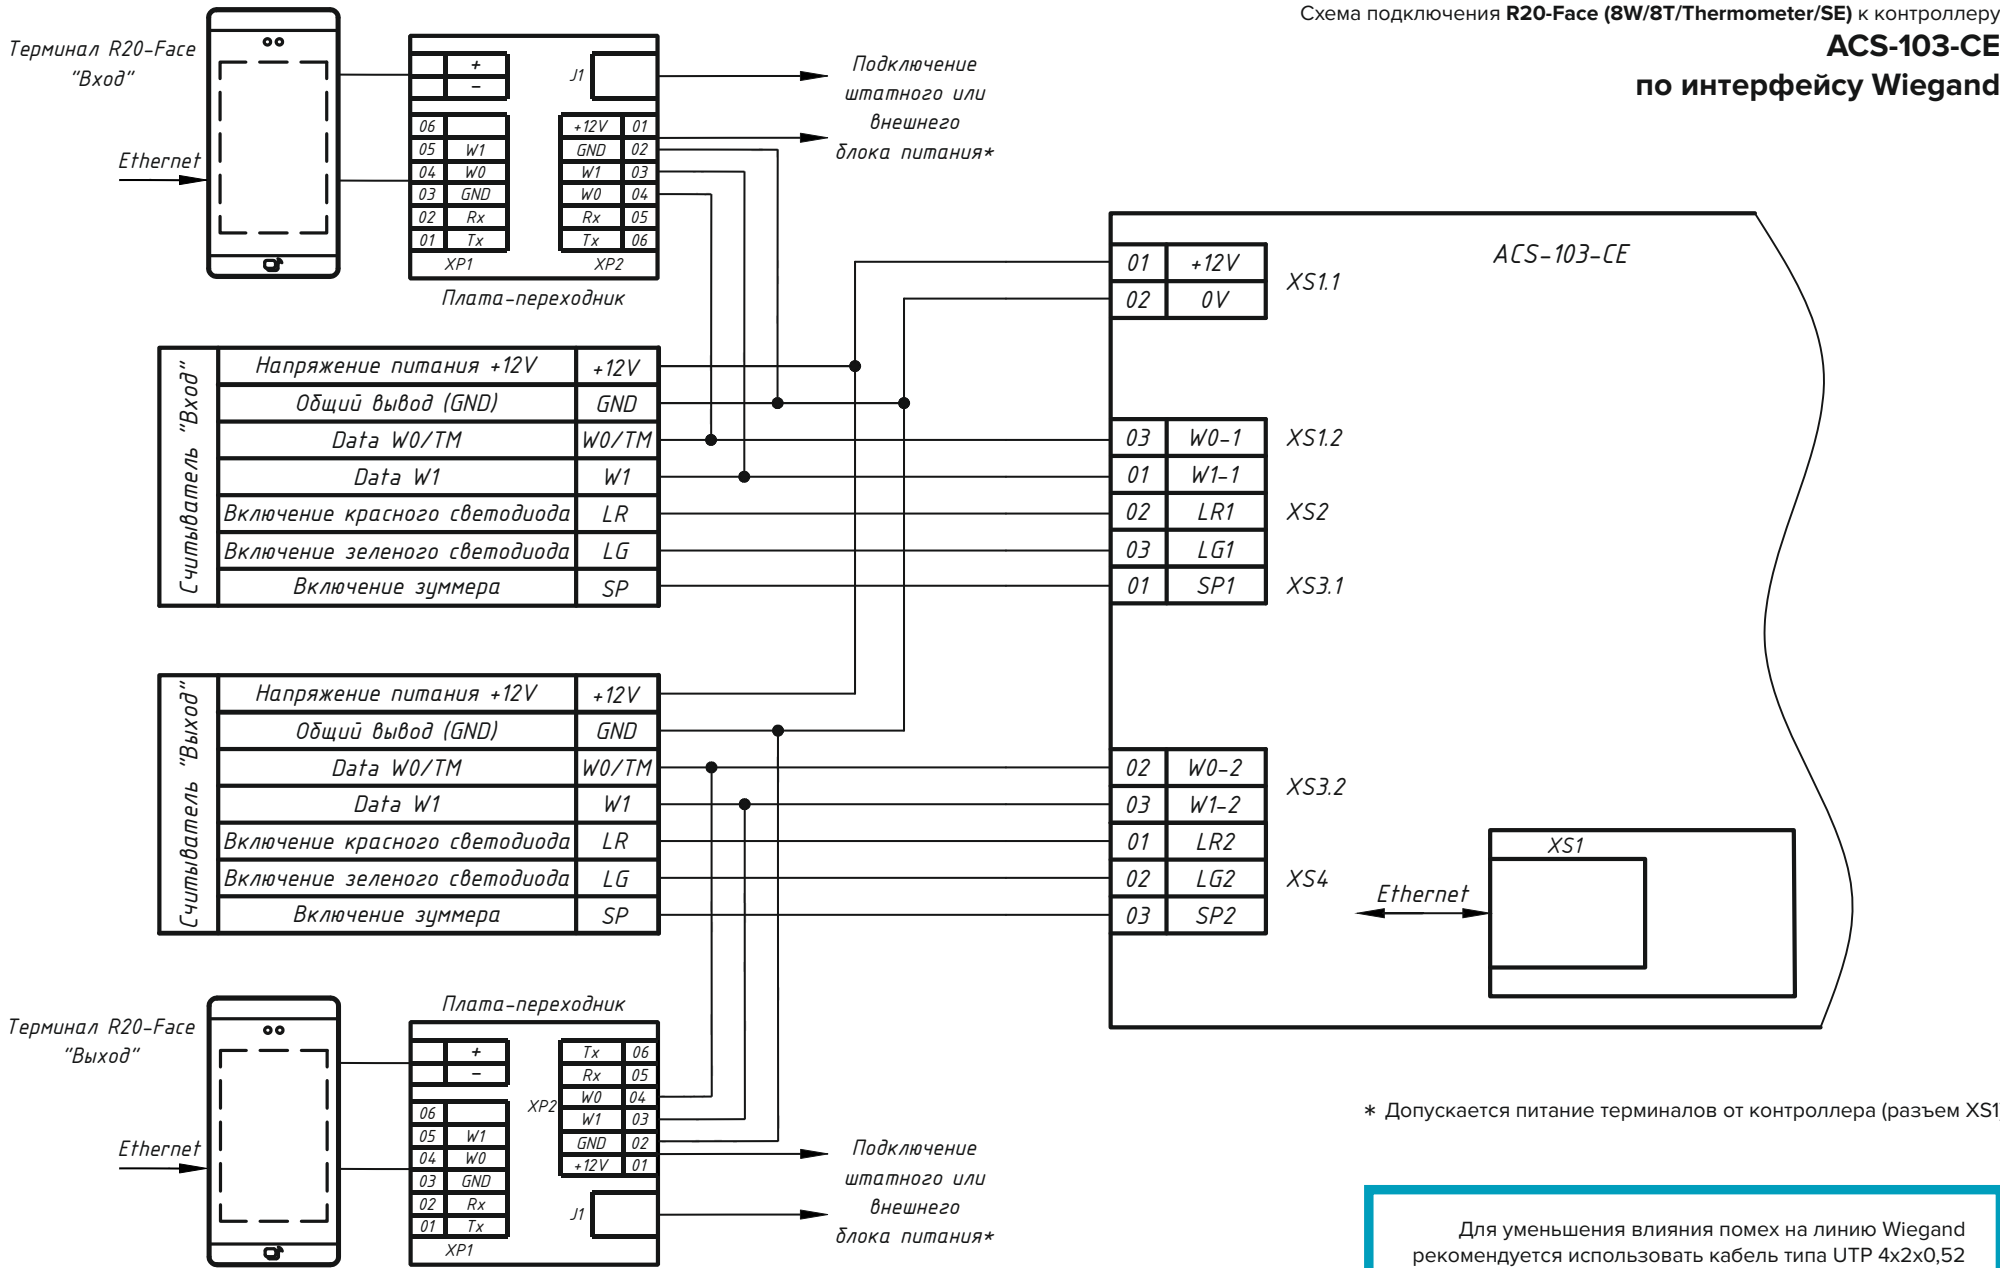 Схема подключения R20-Face (8W/8T/Thermometer/SE) к контроллеру
ACS-103-CE
по интерфейсу Wiegand
Терминал R20-Face
"Вход"
Ethernet
+
−
J1
06
05 W1
04 W0
03 GND
02 Rx
01 Tx
XP1
+12V 01
GND 02
W1 03
W0 04
Rx 05
Tx 06
XP2
Плата-переходник
Подключение
штатного или
внешнего
блока питания*
Считыватель "Вход"
Напряжение питания +12V +12V
Общий вывод (GND) GND
Data W0/TM W0/TM
Data W1 W1
Включение красного светодиода LR
Включение зеленого светодиода LG
Включение зуммера SP
Считыватель "Выход"
Напряжение питания +12V +12V
Общий вывод (GND) GND
Data W0/TM W0/TM
Data W1 W1
Включение красного светодиода LR
Включение зеленого светодиода LG
Включение зуммера SP
ACS-103-CE
01 +12V
02 0V
XS1.1
03 W0-1
01 W1-1
XS1.2
02 LR1
03 LG1
XS2
01 SP1
XS3.1
02 W0-2
03 W1-2
XS3.2
01 LR2
02 LG2
03 SP2
XS4
XS1
Ethernet
Плата-переходник
Терминал R20-Face
"Выход"
Ethernet
+
−
06
05 W1
04 W0
03 GND
02 Rx
01 Tx
XP1
Tx 06
Rx 05
W0 04
W1 03
GND 02
+12V 01
XP2
J1
Подключение
штатного или
внешнего
блока питания*
* Допускается питание терминалов от контроллера (разъем XS1
Для уменьшения влияния помех на линию Wiegand
рекомендуется использовать кабель типа UTP 4x2x0,52